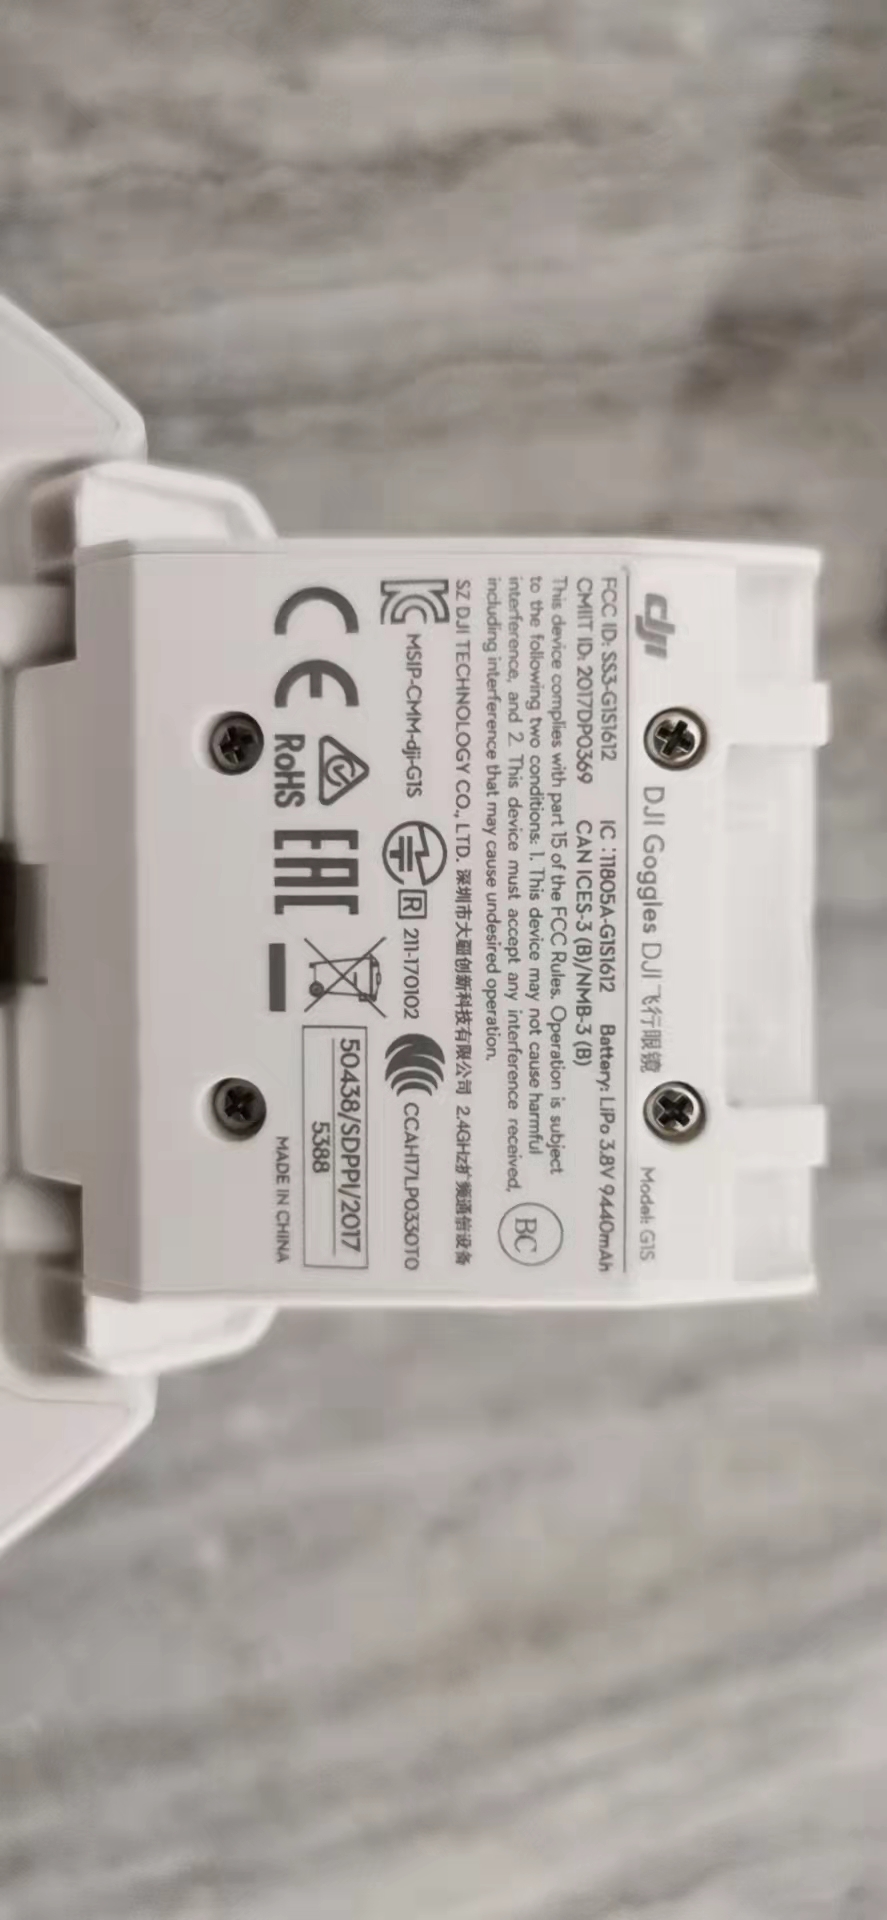 dji DJI Goggles DJI 飞行眼镜 Model: G1S
FCC ID: SS3-G1S1612 IC :11805A-G1S1612 Battery: LiPo 3.8V 9440mAh
CMIIT ID: 2017DP0369 CAN ICES-3 (B)/NMB-3 (B)
This device complies with part 15 of the FCC Rules. Operation is subject
to the following two conditions: 1. This device may not cause harmful
interference, and 2. This device must accept any interference received,
including interference that may cause undesired operation.
BC
SZ DJI TECHNOLOGY CO., LTD. 深圳市大疆创新科技有限公司 2.4GHz扩频通信设备
MSIP-CMM-dji-G1S R 211-170102 CCAH17LP0330T0
CE EAC 50438/SDPPI/2017
5388
RoHS MADE IN CHINA